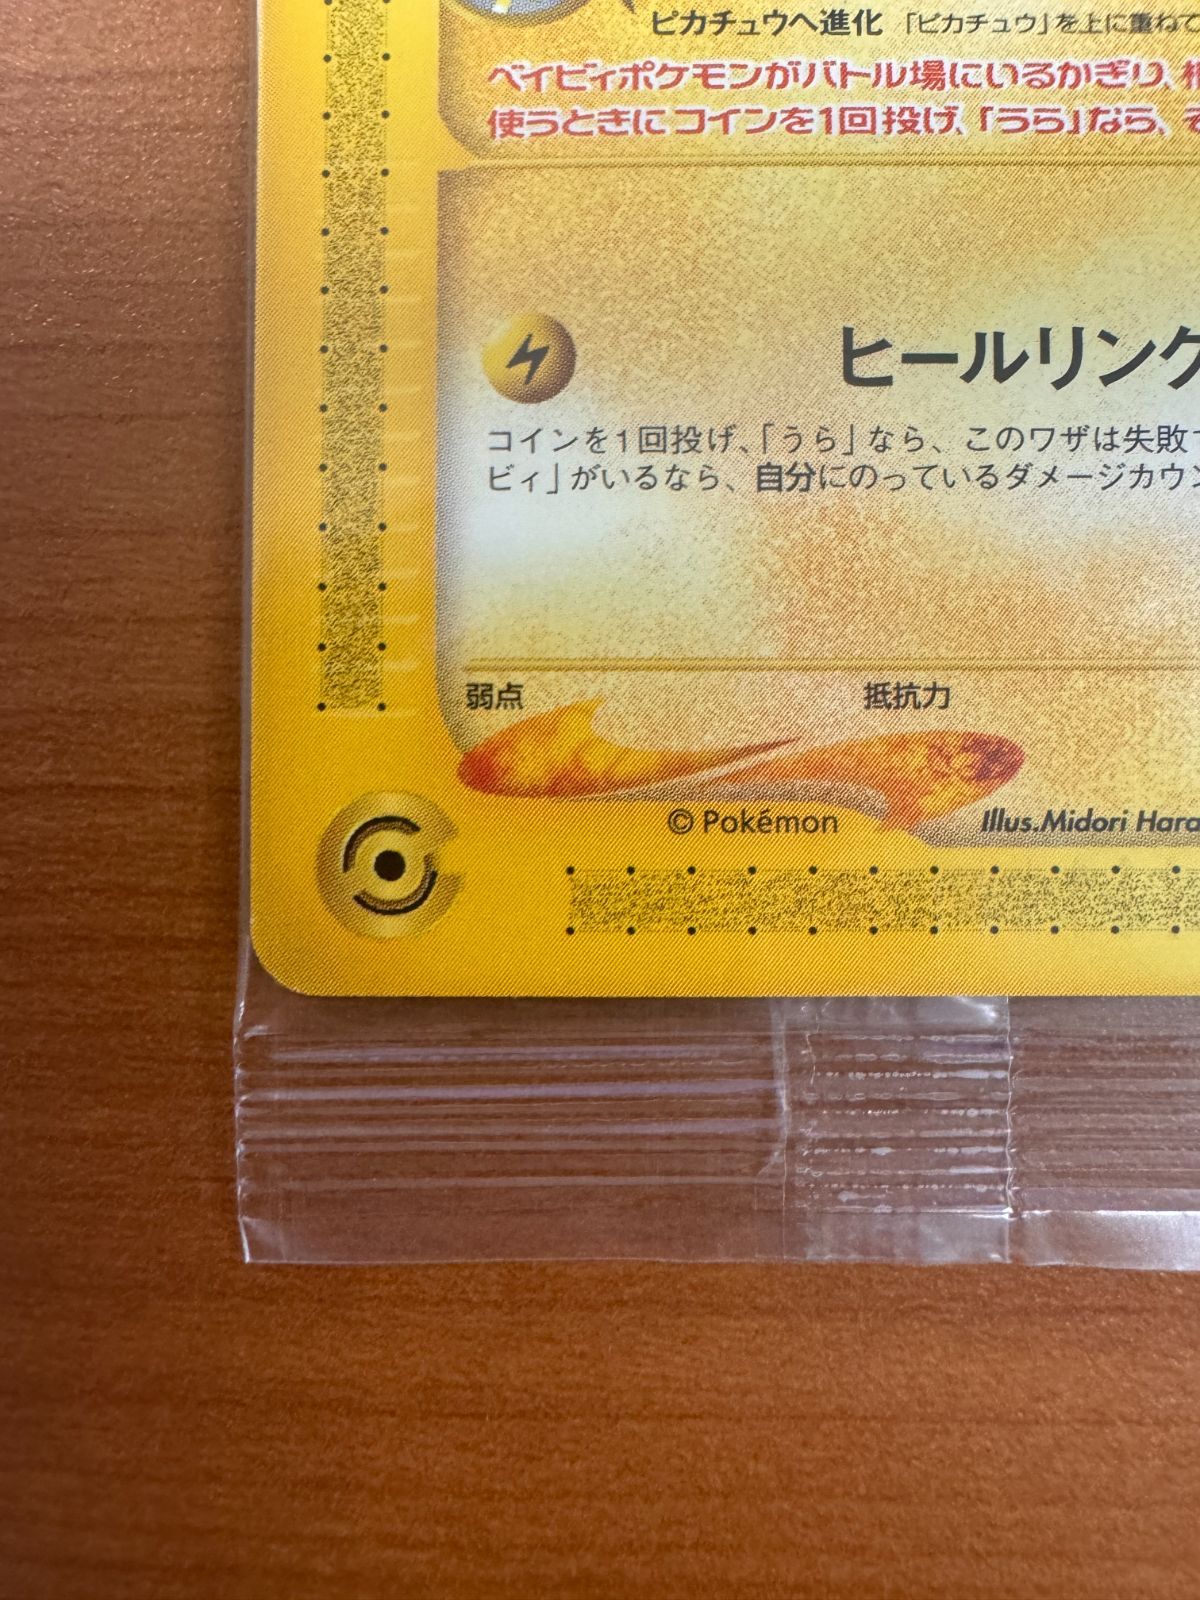 ピカチュウへ進化 「ピカチュウ」を上に重ねて
ベイビィポケモンがバトル場にいるかぎり、
使うときにコインを1回投げ、「うら」なら、そ
ヒールリング
コインを1回投げ、「うら」なら、このワザは失敗
ビィ」がいるなら、自分にのっているダメージカウン
弱点 抵抗力
© Pokémon Illus.Midori Hara